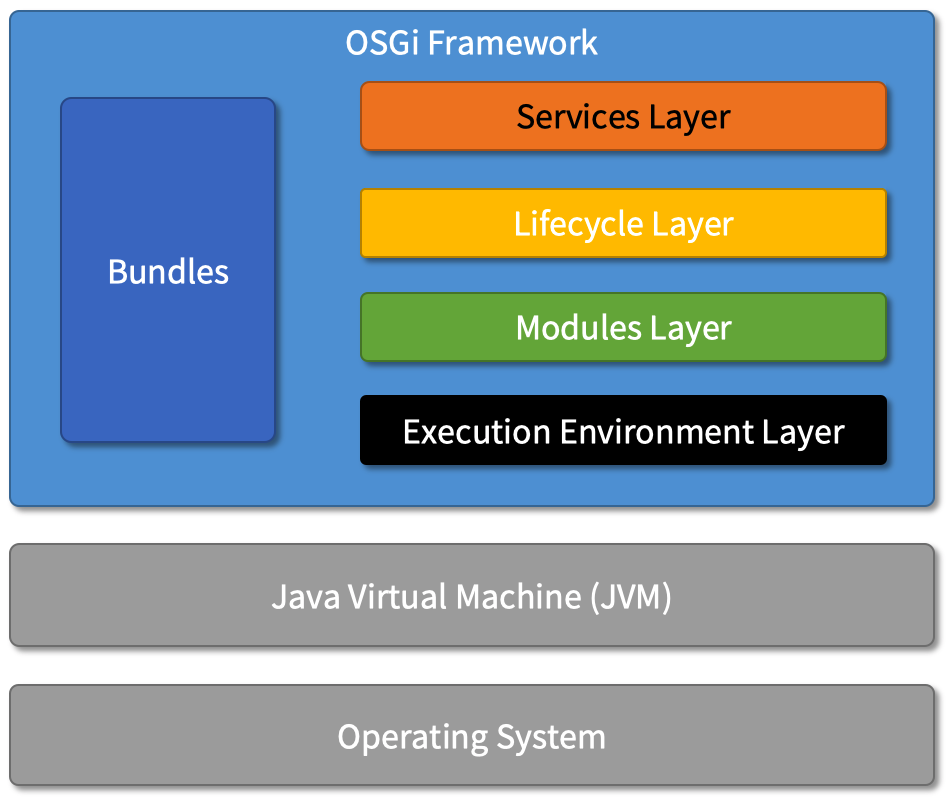 OSGi Framework
Bundles
Services Layer
Lifecycle Layer
Modules Layer
Execution Environment Layer
Java Virtual Machine (JVM)
Operating System